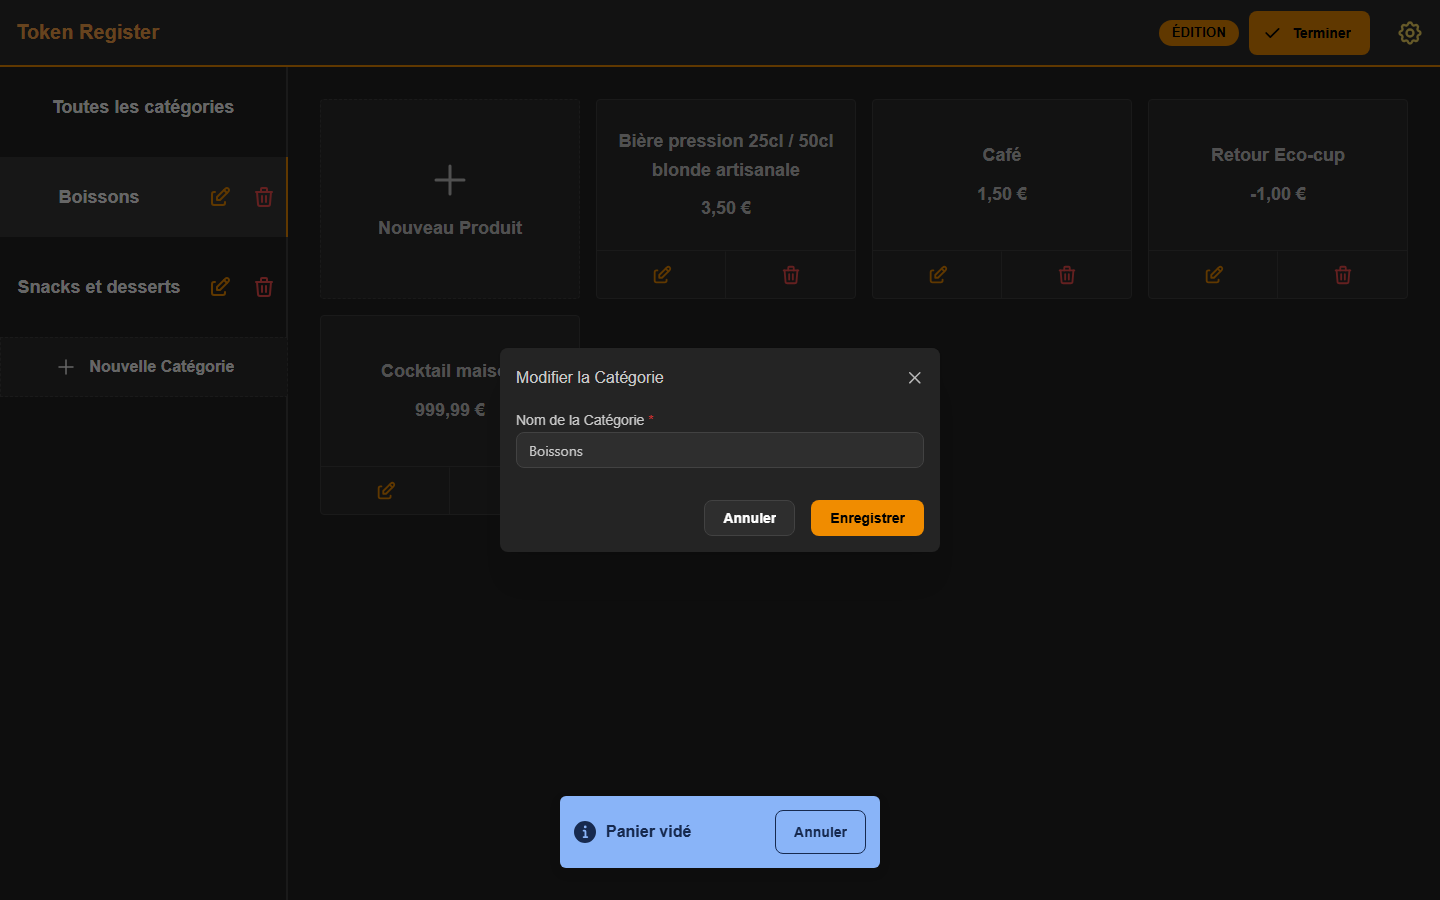 Token Register
ÉDITION
Terminer
Toutes les catégories
Boissons
Snacks et desserts
Nouvelle Catégorie
Nouveau Produit
Bière pression 25cl / 50cl
blonde artisanale
3,50 €
Café
1,50 €
Retour Eco-cup
-1,00 €
Cocktail mais
999,99 €
Modifier la Catégorie
Nom de la Catégorie *
Boissons
Annuler
Enregistrer
Panier vidé
Annuler